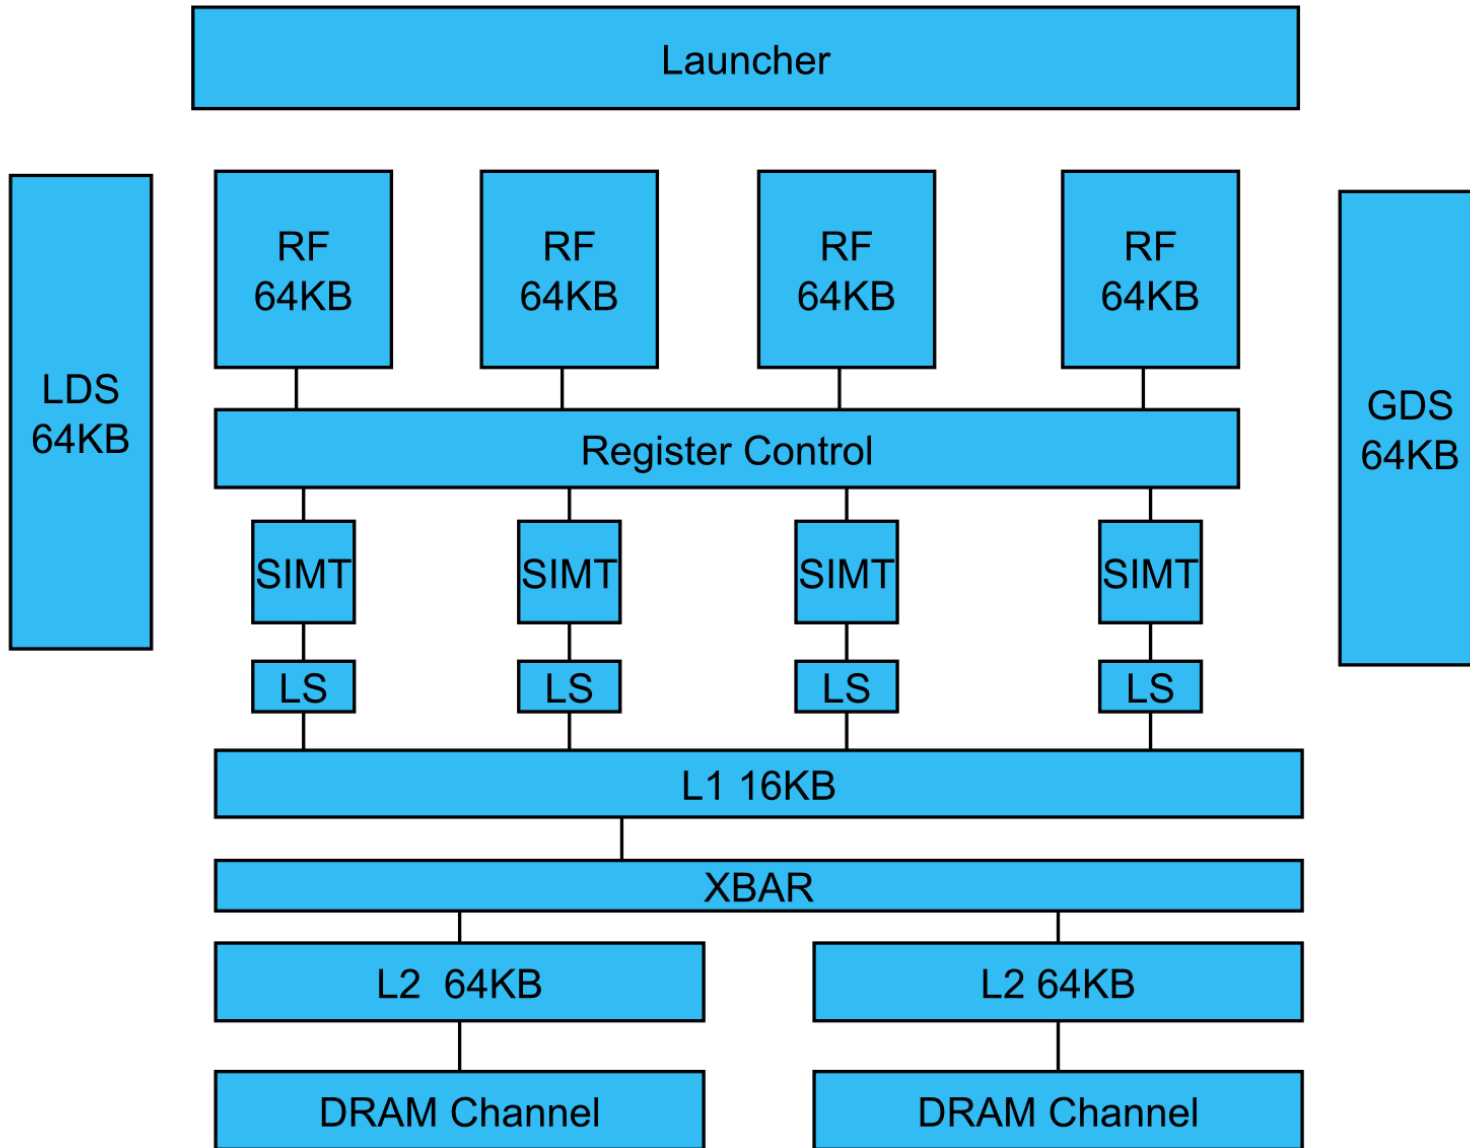 Launcher
LDS
64KB
RF
64KB
RF
64KB
RF
64KB
RF
64KB
GDS
64KB
Register Control
SIMT
SIMT
SIMT
SIMT
LS
LS
LS
LS
L1 16KB
XBAR
L2  64KB
L2 64KB
DRAM Channel
DRAM Channel